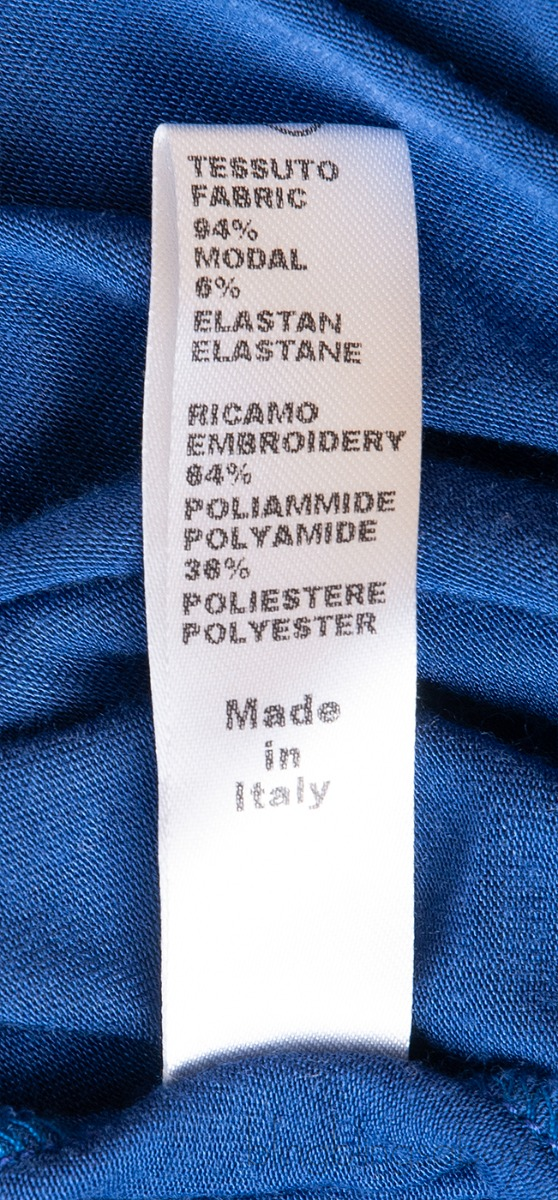 TESSUTO
FABRIC
94%
MODAL
6%
ELASTAN
ELASTANE
RICAMO
EMBROIDERY
64%
POLIAMMIDE
POLYAMIDE
36%
POLIESTERE
POLYESTER
Made
in
Italy